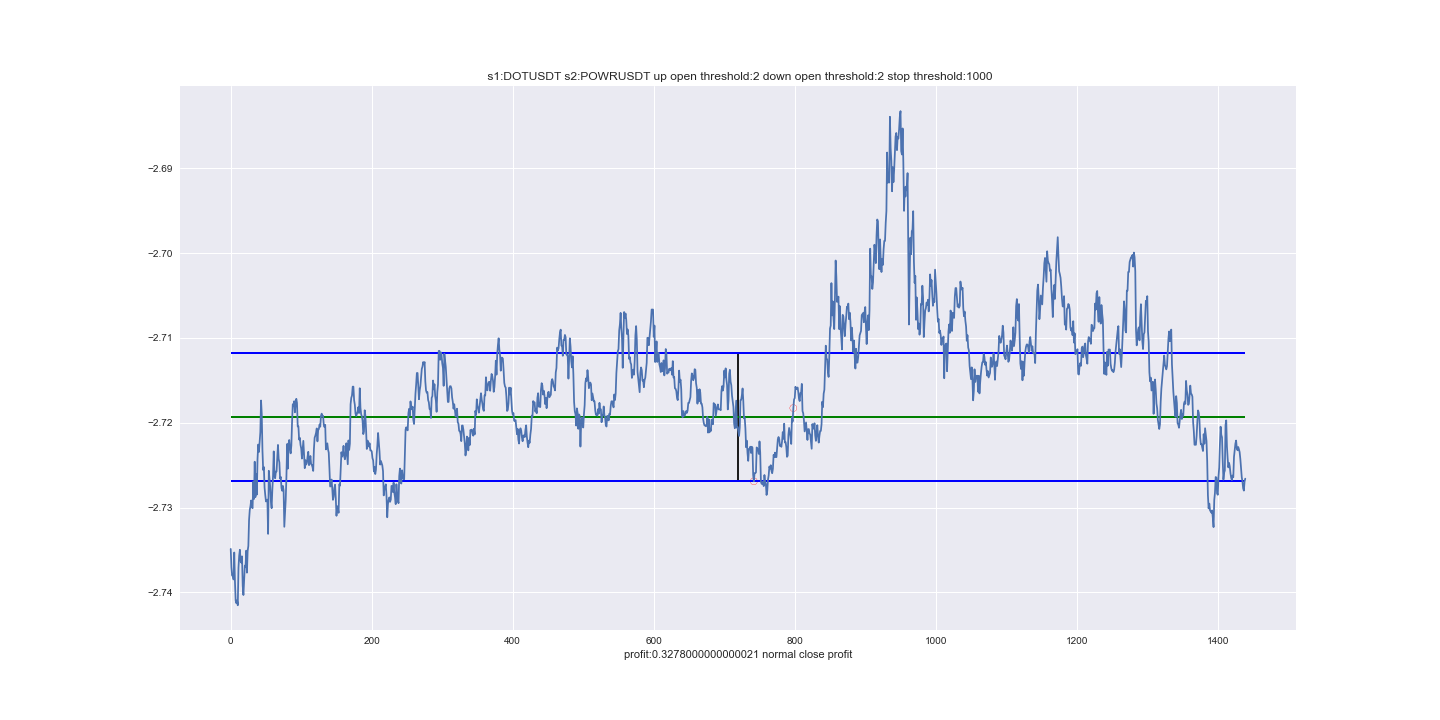 s1:DOTUSDT s2:POWRUSDT up open threshold:2 down open threshold:2 stop threshold:1000
−2.69
−2.70
−2.71
−2.72
−2.73
−2.74
0 200 400 600 800 1000 1200 1400
profit:0.3278000000000021 normal close profit